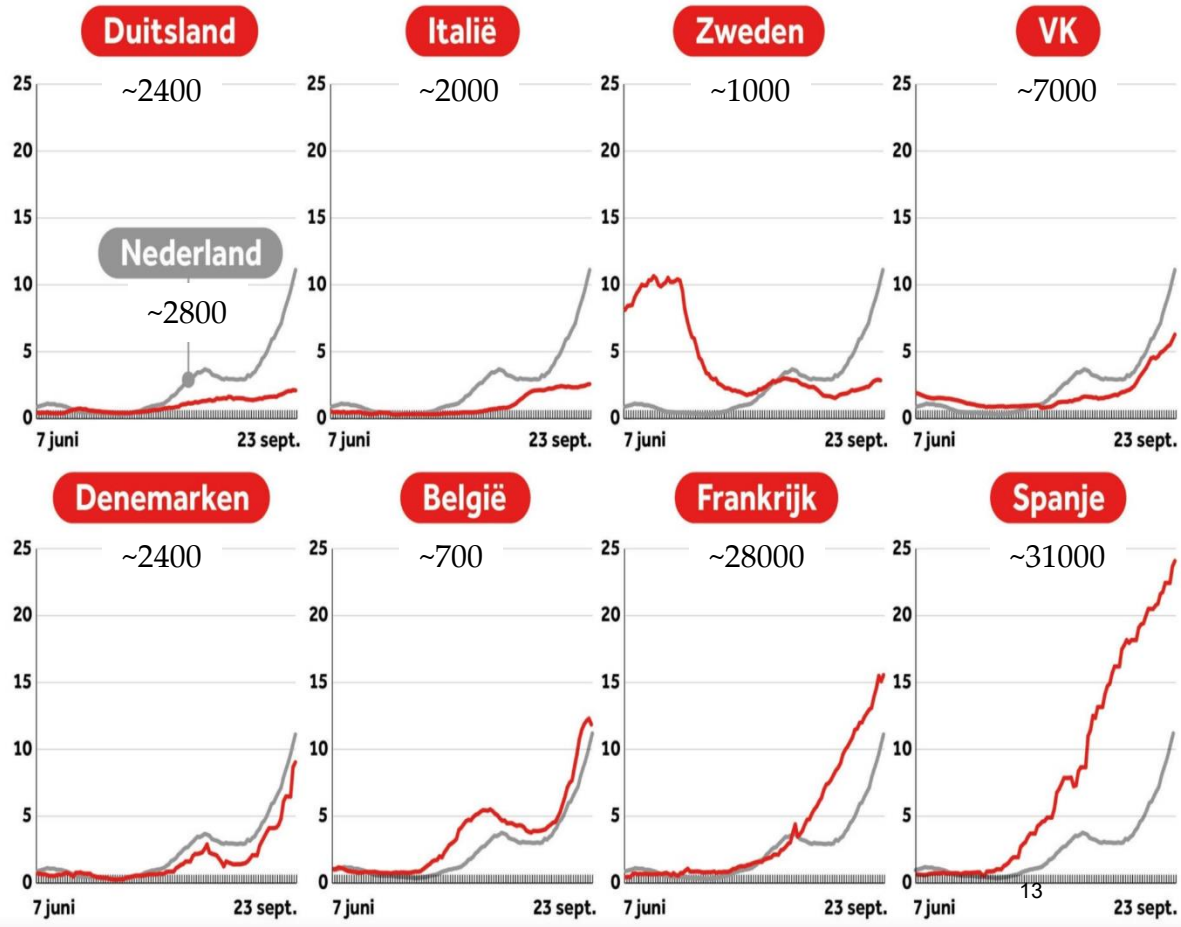 Duitsland Italië Zweden VK
25 ~2400 25 ~2000 25 ~1000 25 ~7000
20 20 20 20
15 15 15 15
Nederland
10 10 10 10
~2800
5 5 5 5
0 0 0 0
7 juni 23 sept. 7 juni 23 sept. 7 juni 23 sept. 7 juni 23 sept.
Denemarken België Frankrijk Spanje
25 ~2400 25 ~700 25 ~28000 25 ~31000
20 20 20 20
15 15 15 15
10 10 10 10
5 5 5 5
0 0 0 0
13
7 juni 23 sept. 7 juni 23 sept. 7 juni 23 sept. 7 juni 23 sept.